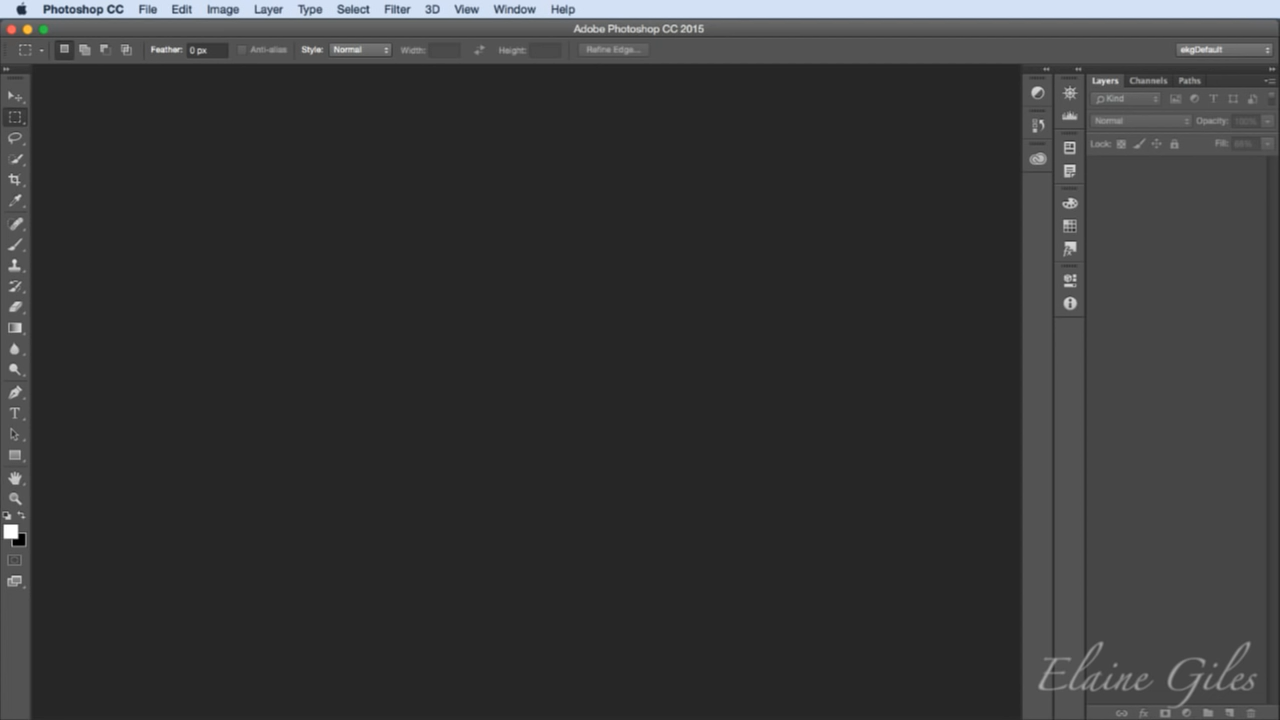 Photoshop CC File Edit Image Layer Type Select Filter 3D View Window Help
Adobe Photoshop CC 2015
Feather: 0 px Anti-alias Style: Normal Width: Height: Refine Edge... ekgDefault
Layers Channels Paths
Kind
Normal Opacity: 100%
Lock: Fill:
Elaine Giles